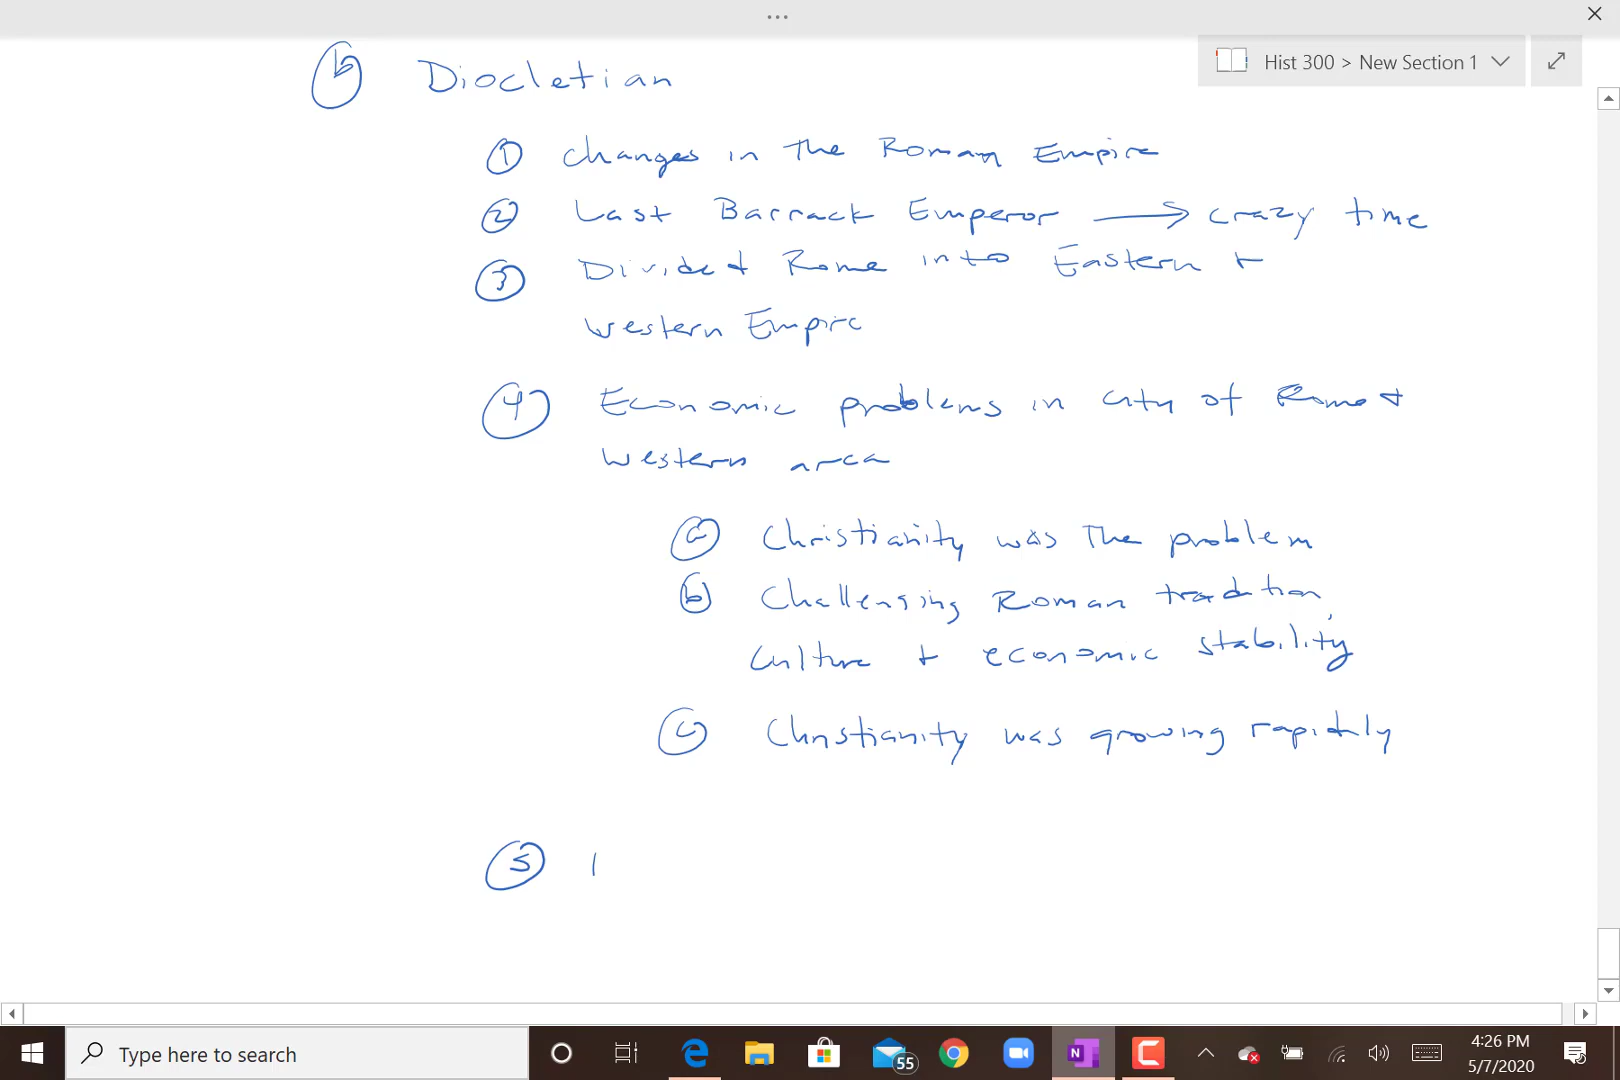 Hist 300 > New Section 1
b Diocletian
1 changes in the Roman Empire
2 Last Barrack Emperor → crazy time
3 Divided Rome into Eastern +
Western Empire
4 Economic problems in city of Rome +
Western area
a Christianity was the problem
b Challenging Roman tradition,
culture + economic stability
c Christianity was growing rapidly
5
Type here to search
55
4:26 PM
5/7/2020